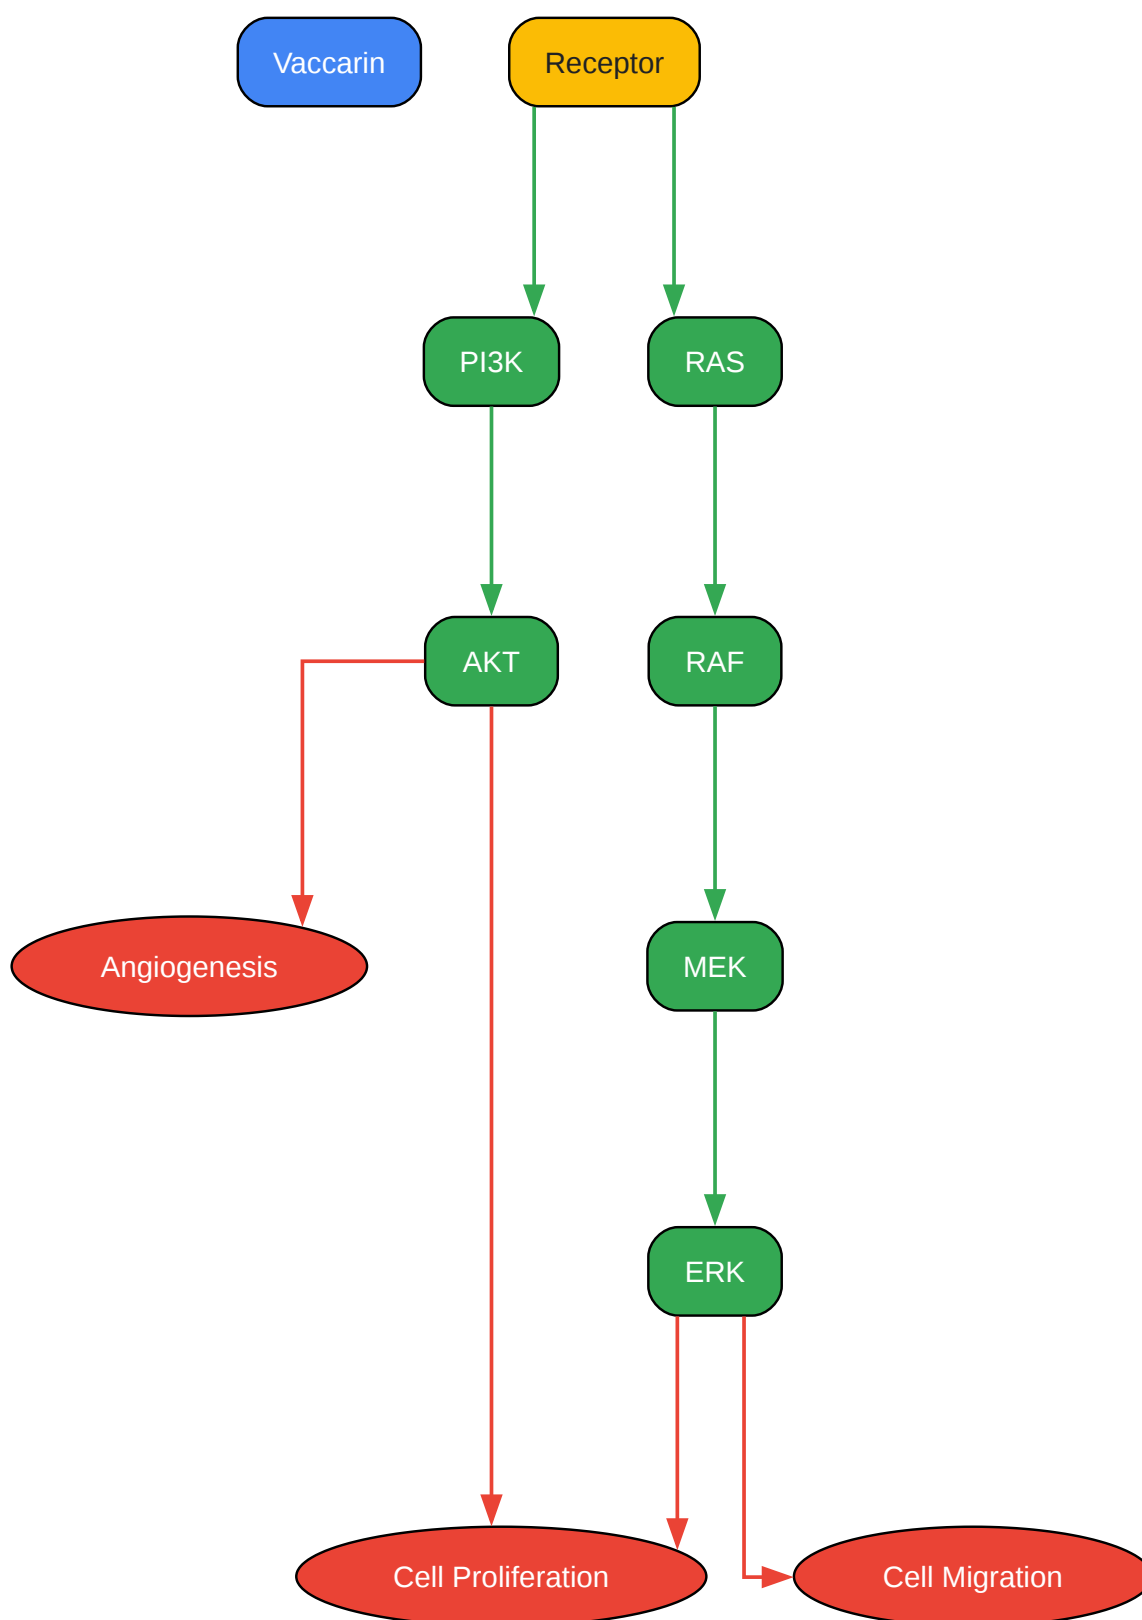 Vaccarin
Receptor
PI3K
RAS
AKT
RAF
Angiogenesis
MEK
ERK
Cell Proliferation
Cell Migration